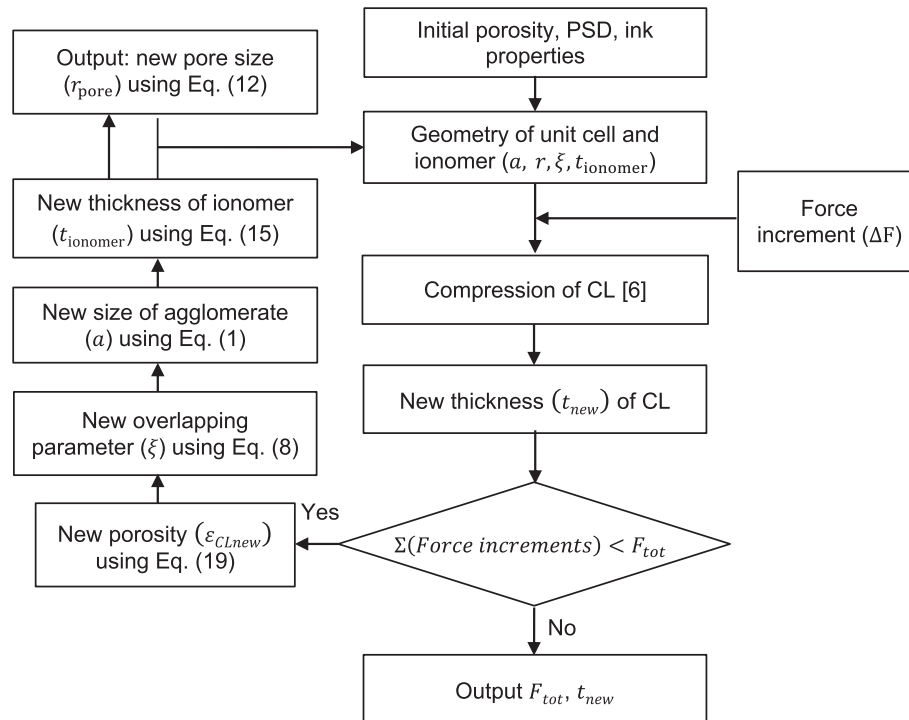 Initial porosity, PSD, ink
properties
Output: new pore size
(r_pore) using Eq. (12)
Geometry of unit cell and
ionomer (a, r, ξ, t_ionomer)
New thickness of ionomer
(t_ionomer) using Eq. (15)
Force
increment (ΔF)
Compression of CL [6]
New size of agglomerate
(a) using Eq. (1)
New thickness (t_new) of CL
New overlapping
parameter (ξ) using Eq. (8)
Yes
New porosity (ε_CLnew)
using Eq. (19)
Σ(Force increments) < F_tot
No
Output F_tot, t_new